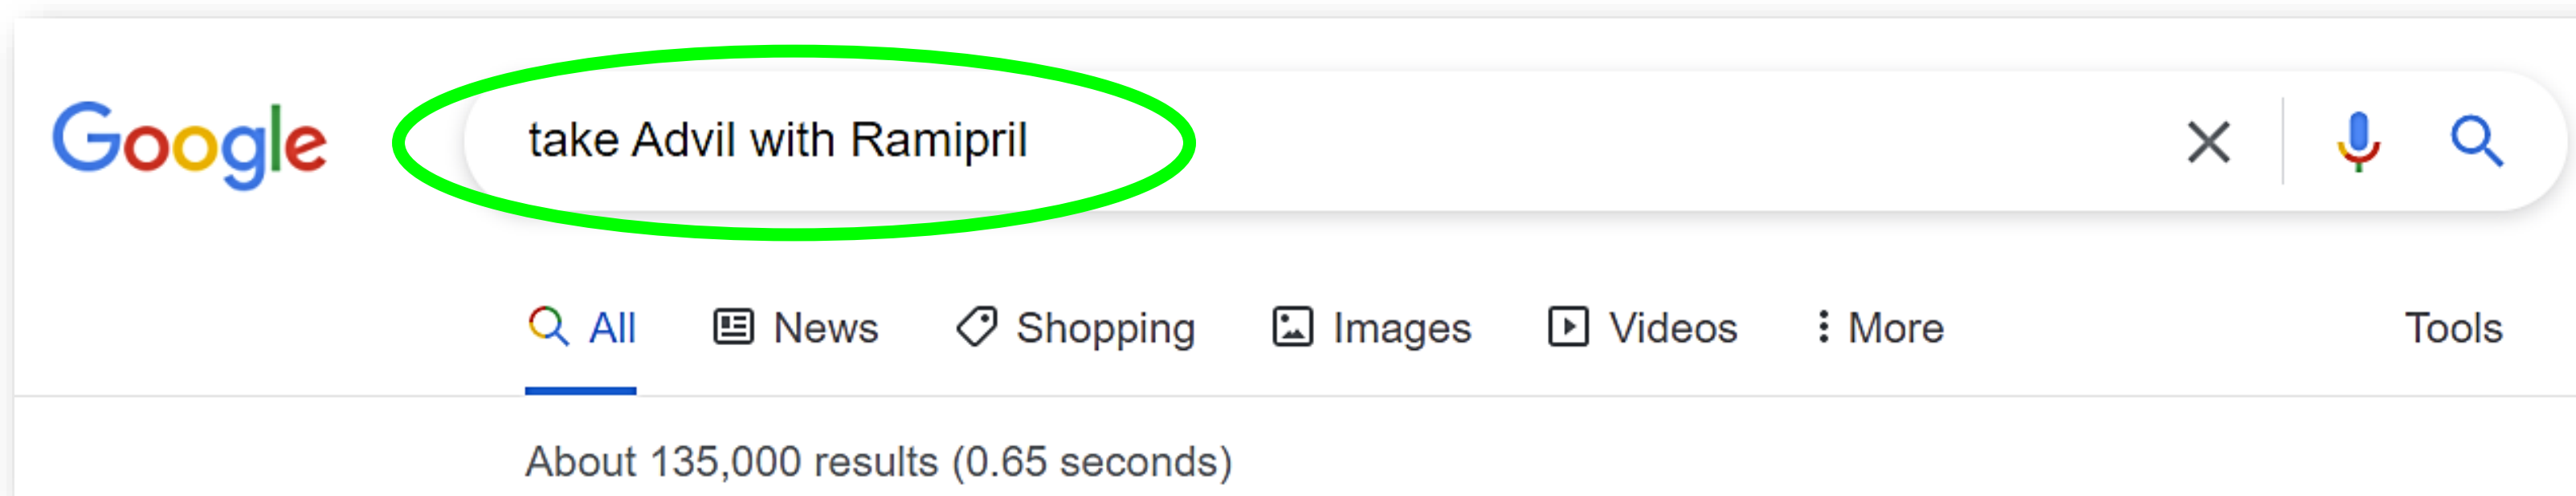 Google take Advil with Ramipril
All News Shopping Images Videos More Tools
About 135,000 results (0.65 seconds)